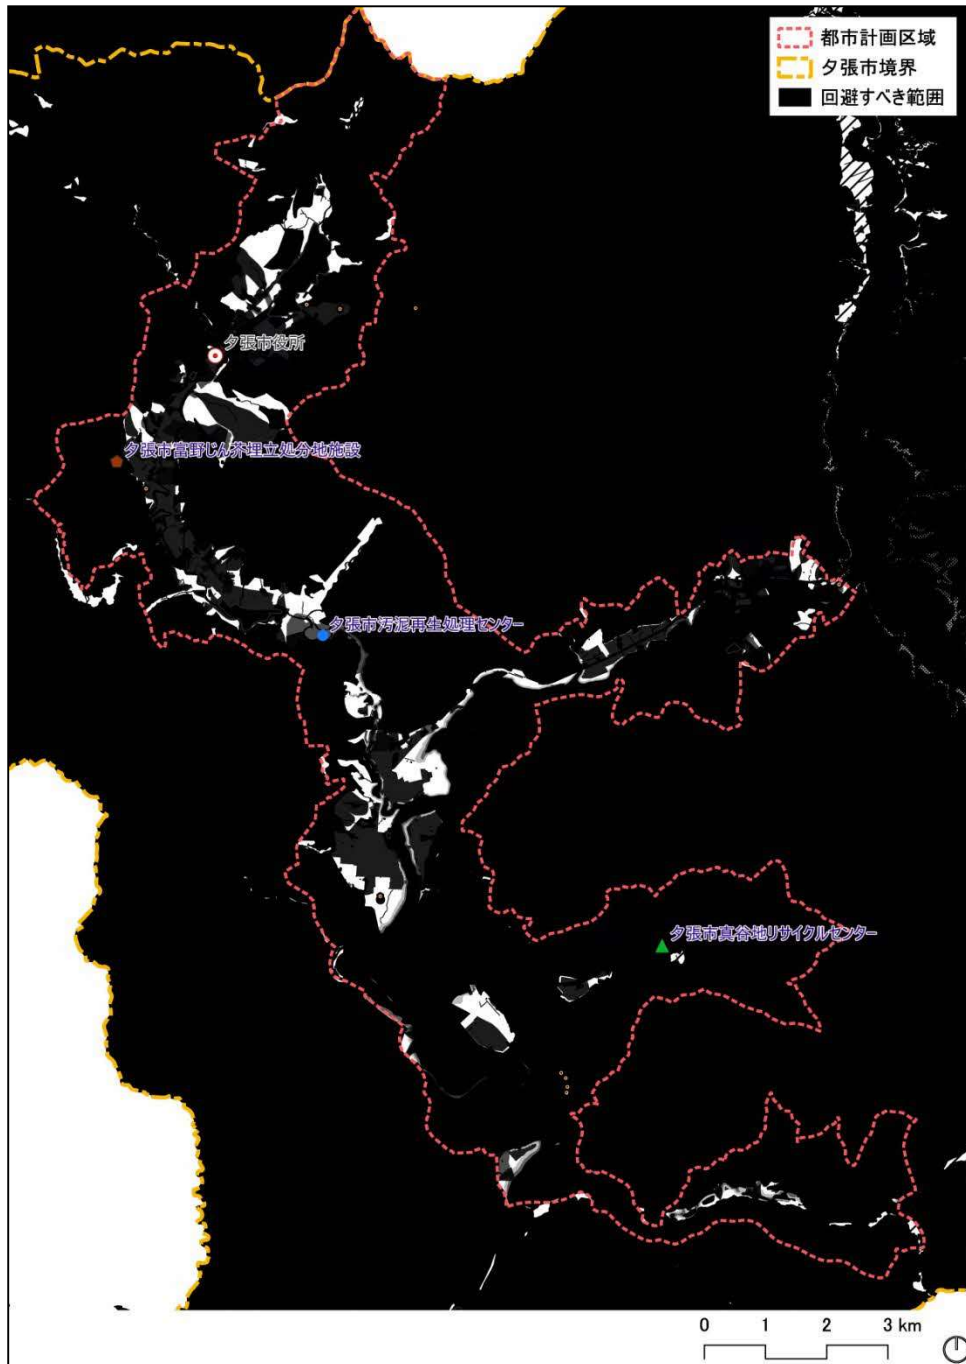 都市計画区域
夕張市境界
回避すべき範囲
夕張市役所
夕張市富野じん芥埋立処分地施設
夕張市汚泥再生処理センター
夕張市真谷地リサイクルセンター
0 1 2 3 km